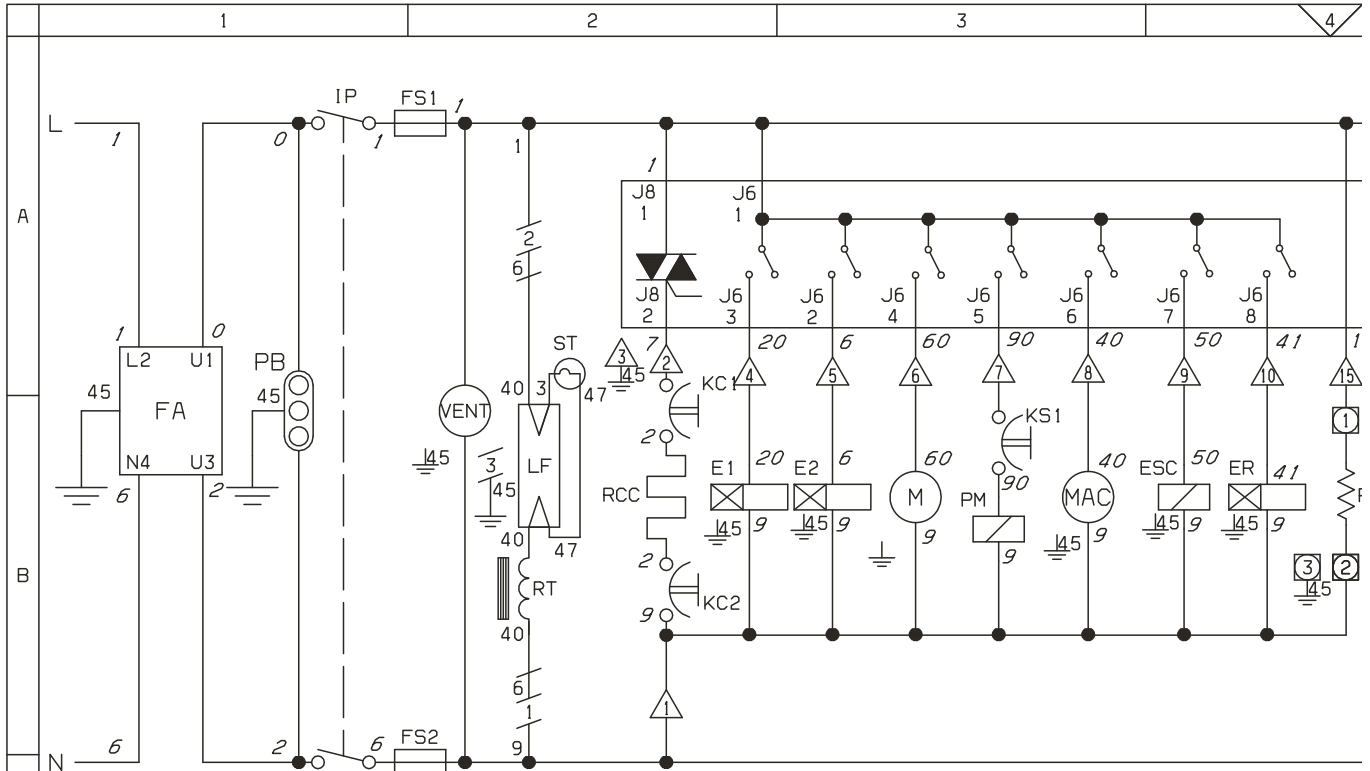 1 2 3 4
IP FS1 1
L 1 0 1 1
1
J8 J6
A 1 1
2
6
J8 J6 J6 J6 J6 J6 J6 J6
2 3 2 4 5 6 7 8
1 0 ST 7 20 6 60 90 40 50 41 1
L2 U1 PB 3 2 4 5 6 7 8 9 10 15
45 45 40 3 47 45 KC1
FA VENT KS1 1
45 3 2
N4 U3 LF E1 20 E2 6 60 40 ESC 50 ER 41
6 2 45 RCC M 90 PM MAC
45 9 45 9 9 9 45 9 45 9 45 9
40 47
B 2 3 2
RT KC2 45
40 9
6
1 1
N 6 2 6 FS2 9